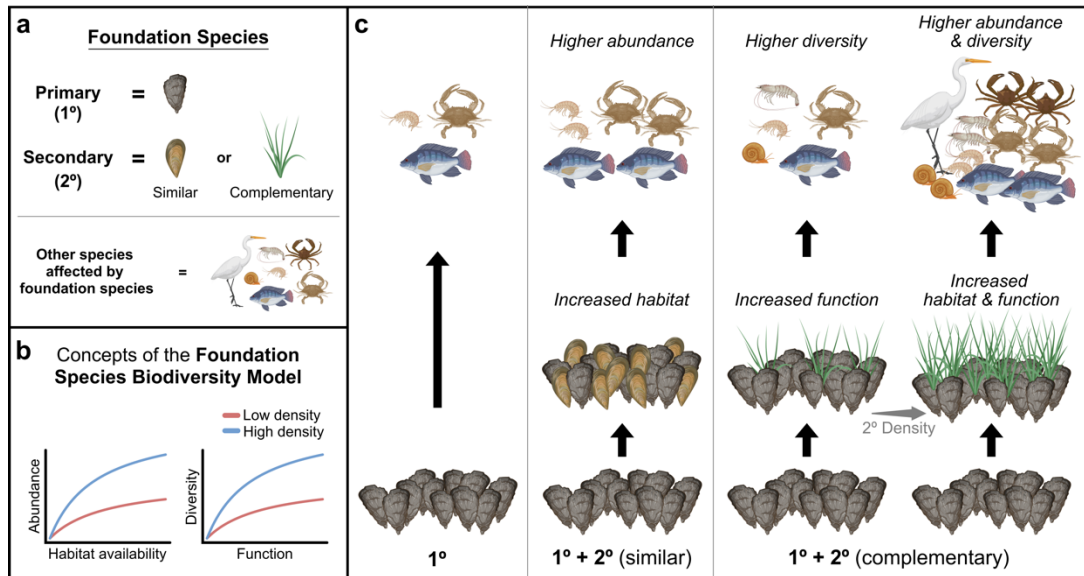 a
Foundation Species
Primary
(1º)
=
Secondary
(2º)
=
or
Similar
Complementary
Other species
affected by
foundation species
=
b
Concepts of the Foundation
Species Biodiversity Model
Low density
High density
Abundance
Habitat availability
Diversity
Function
c
Higher abundance
Higher diversity
Higher abundance
& diversity
Increased habitat
Increased function
Increased
habitat & function
2º Density
1º
1º + 2º (similar)
1º + 2º (complementary)